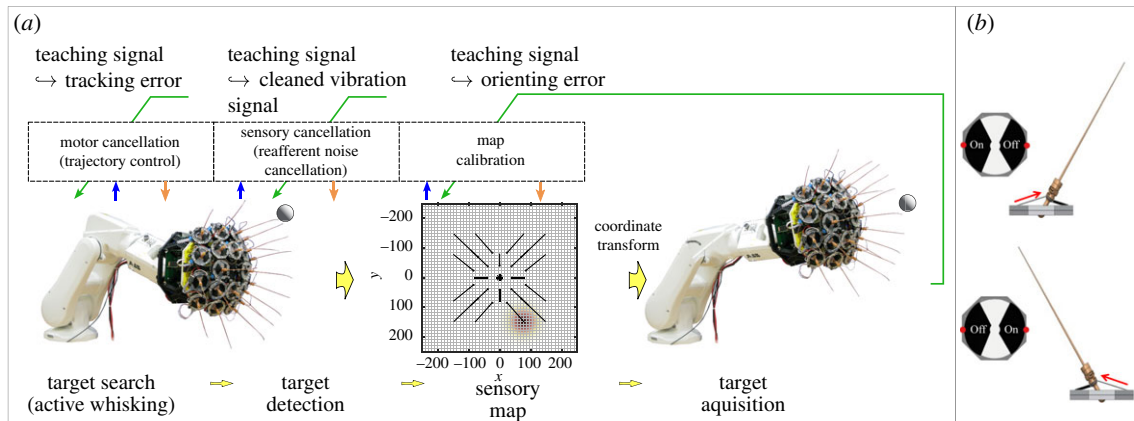 (a)
teaching signal
↪ tracking error
teaching signal
↪ cleaned vibration
signal
teaching signal
↪ orienting error
motor cancellation
(trajectory control)
sensory cancellation
(reafferent noise
cancellation)
map
calibration
−200
−100
0
100
200
y
−200 −100 0 100 200
x
coordinate
transform
target search
(active whisking)
target
detection
sensory
map
target
aquisition
(b)
On Off
Off On